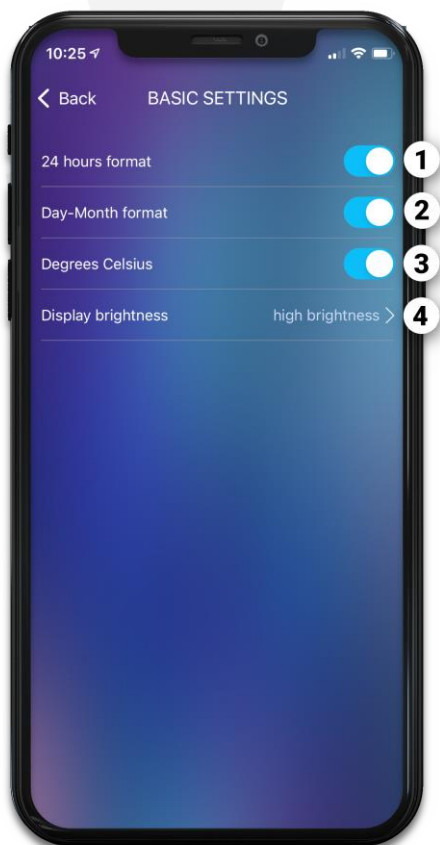 10:25
Back BASIC SETTINGS
24 hours format 1
Day-Month format 2
Degrees Celsius 3
Display brightness high brightness 4